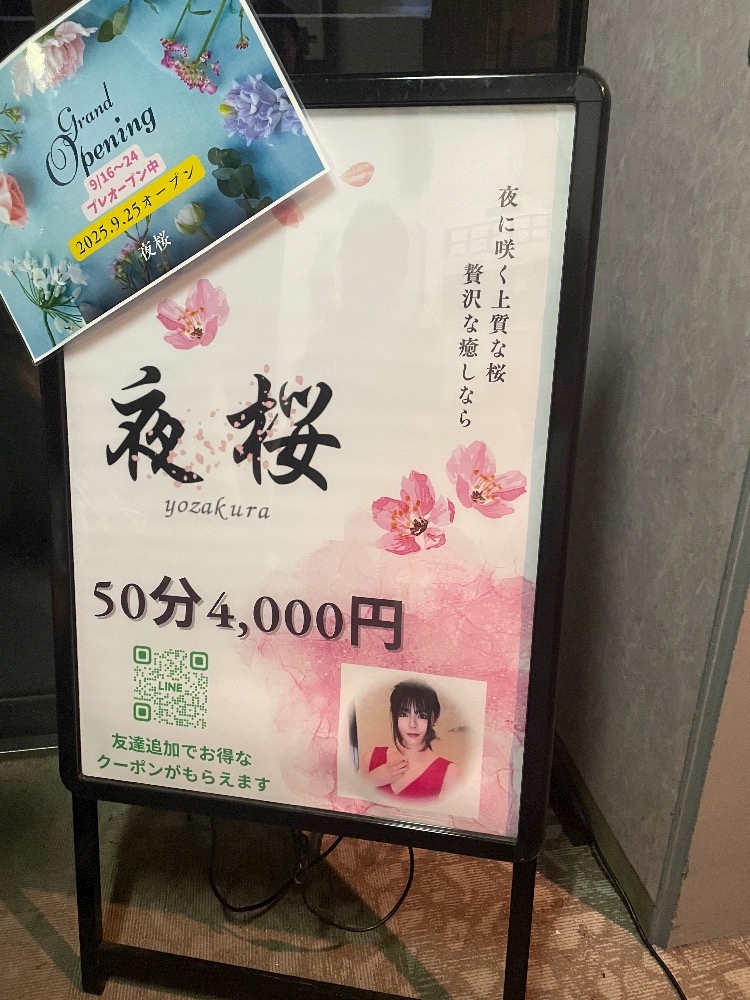 Grand
Opening
9/16〜24
プレオープン中
2025.9.25オープン
夜桜
夜に咲く上質な桜
贅沢な癒しなら
夜桜
yozakura
50分4,000円
LINE
友達追加でお得な
クーポンがもらえます